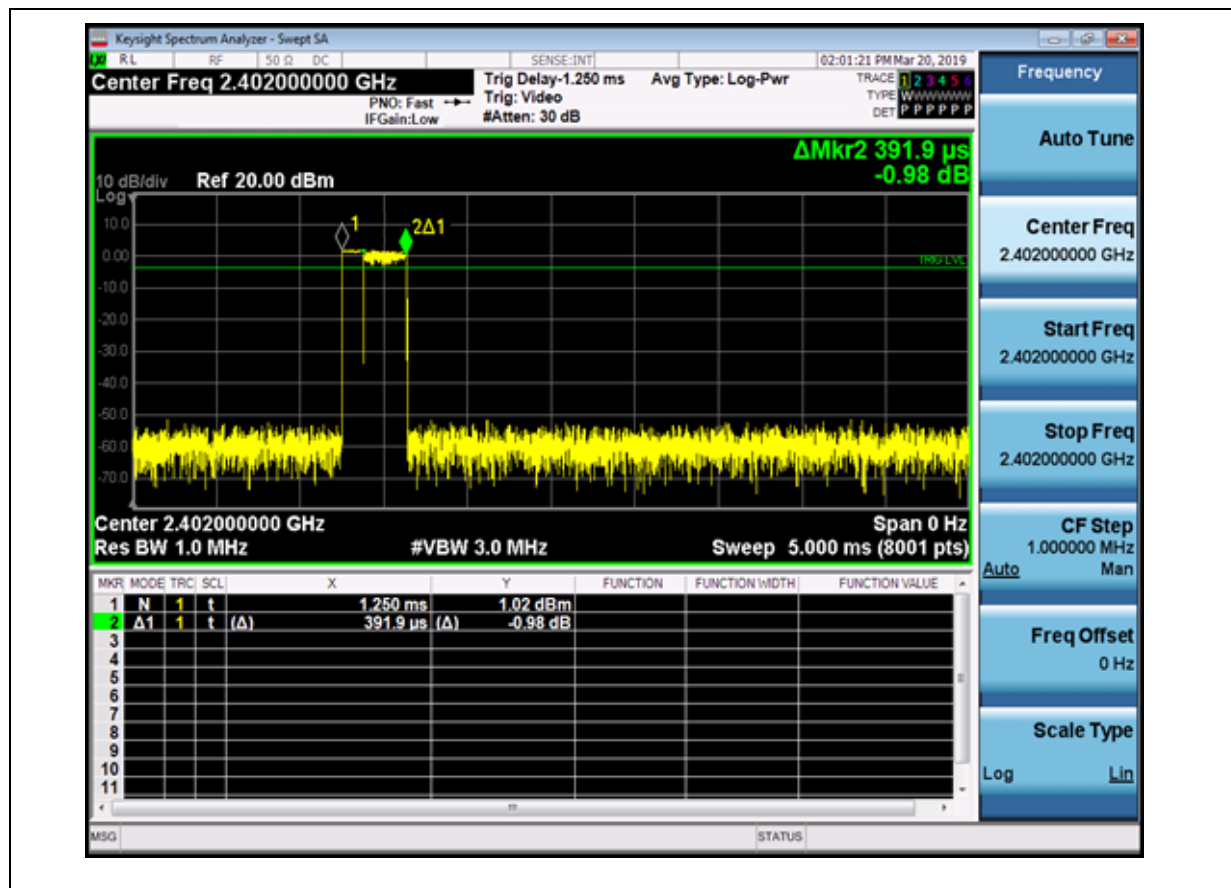 Keysight Spectrum Analyzer - Swept SA
LXI RL RF 50 Ω DC SENSE:INT 02:01:21 PM Mar 20, 2019
Center Freq 2.402000000 GHz
PNO: Fast
IFGain:Low
Trig Delay-1.250 ms
Trig: Video
#Atten: 30 dB
Avg Type: Log-Pwr
TRACE 1 2 3 4 5 6
TYPE WWWWWW
DET P P P P P P
ΔMkr2 391.9 µs
-0.98 dB
10 dB/div Ref 20.00 dBm
Log
10.0
0.00
-10.0
-20.0
-30.0
-40.0
-50.0
-60.0
-70.0
1
2Δ1
TRIG LVL
Center 2.402000000 GHz Span 0 Hz
Res BW 1.0 MHz #VBW 3.0 MHz Sweep 5.000 ms (8001 pts)
MKR MODE TRC SCL X Y FUNCTION FUNCTION WIDTH FUNCTION VALUE
1 N 1 t 1.250 ms 1.02 dBm
2 Δ1 1 t (Δ) 391.9 µs (Δ) -0.98 dB
3
4
5
6
7
8
9
10
11
MSG STATUS
Frequency
Auto Tune
Center Freq
2.402000000 GHz
Start Freq
2.402000000 GHz
Stop Freq
2.402000000 GHz
CF Step
1.000000 MHz
Auto Man
Freq Offset
0 Hz
Scale Type
Log Lin